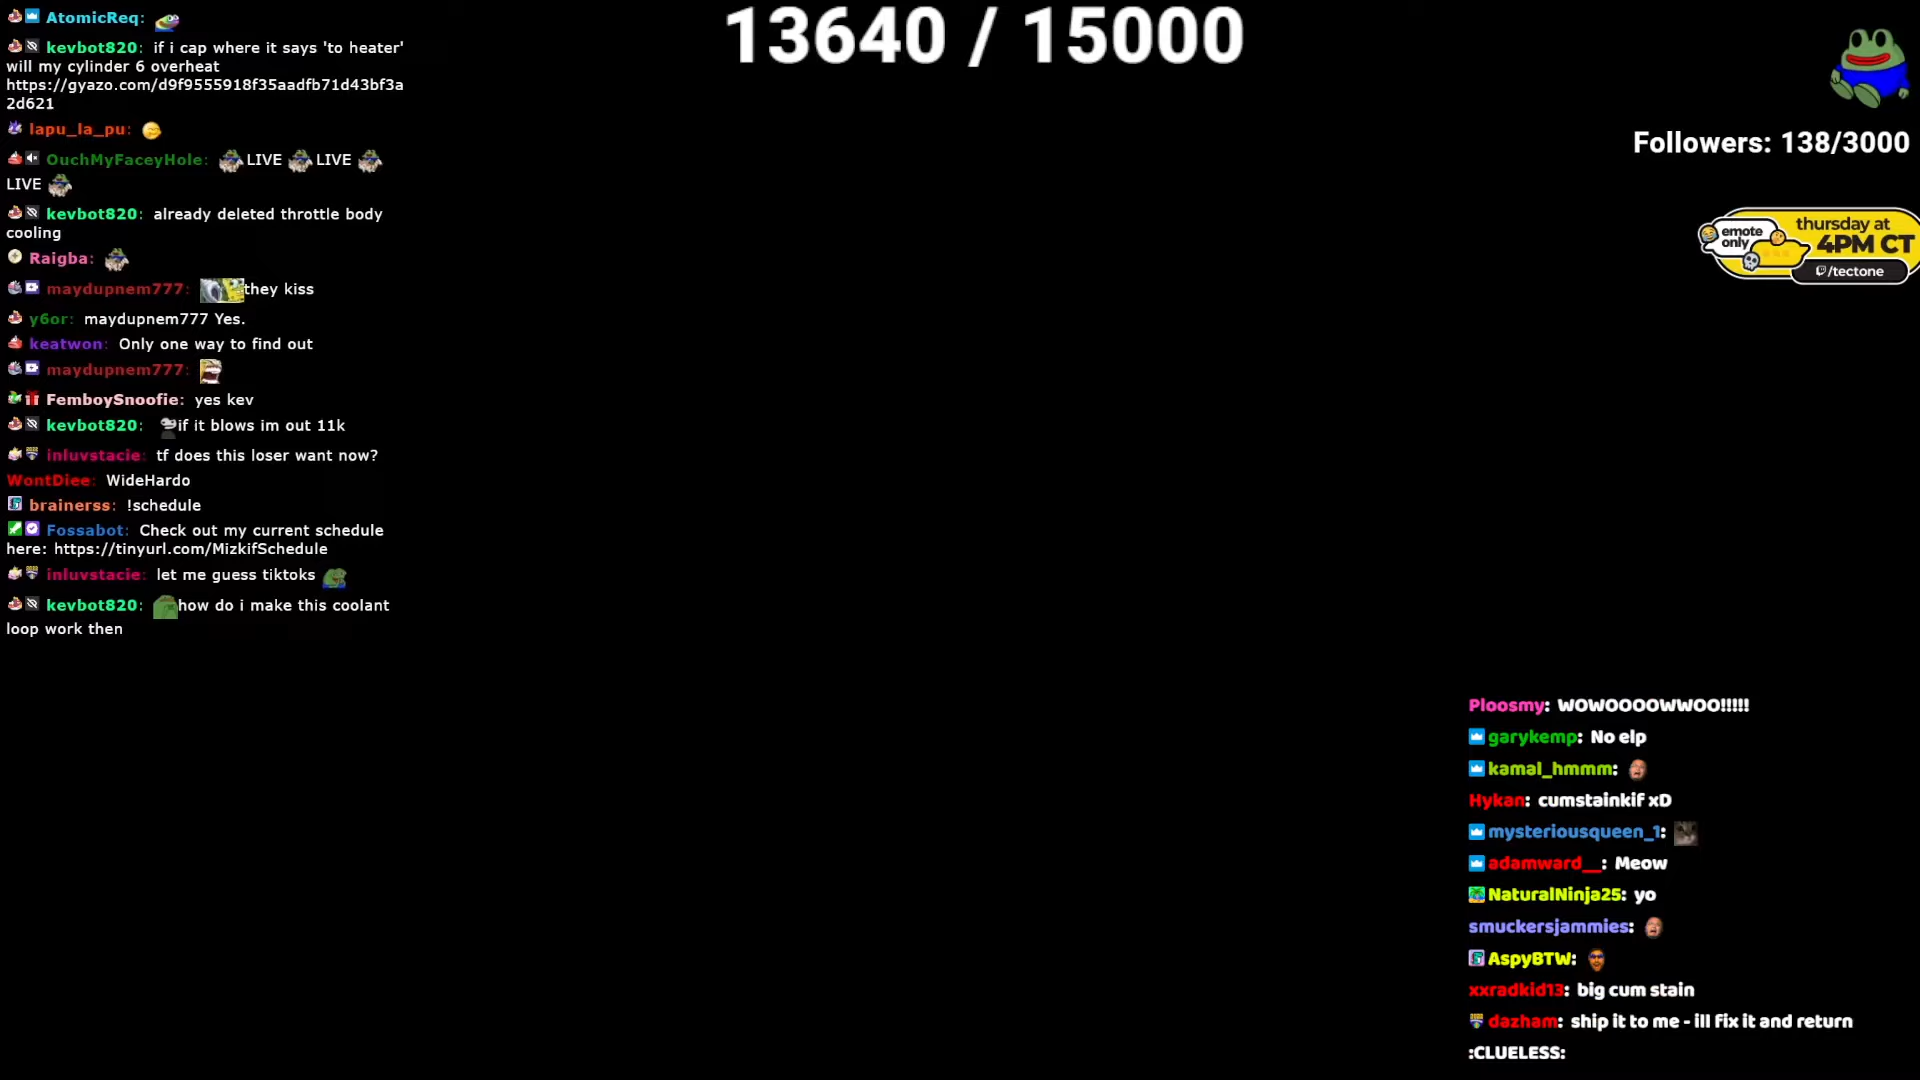 AtomicReq:
kevbot820: if i cap where it says 'to heater'
will my cylinder 6 overheat
https://gyazo.com/d9f9555918f35aadfb71d43bf3a
2d621
lapu_la_pu:
OuchMyFaceyHole: LIVE LIVE
LIVE
kevbot820: already deleted throttle body
cooling
Raigba:
maydupnem777: they kiss
y6or: maydupnem777 Yes.
keatwon: Only one way to find out
maydupnem777:
FemboySnoofie: yes kev
kevbot820: if it blows im out 11k
inluvstacie: tf does this loser want now?
WontDiee: WideHardo
brainerss: !schedule
Fossabot: Check out my current schedule
here: https://tinyurl.com/MizkifSchedule
inluvstacie: let me guess tiktoks
kevbot820: how do i make this coolant
loop work then
13640 / 15000
Followers: 138/3000
emote
only
thursday at
4PM CT
/tectone
Ploosmy: WOWOOOOWWOO!!!!!
garykemp: No elp
kamal_hmmm:
Hykan: cumstainkif xD
mysteriousqueen_1:
adamward__: Meow
NaturalNinja25: yo
smuckersjammies:
AspyBTW:
xxradkid13: big cum stain
dazham: ship it to me - ill fix it and return
:CLUELESS: